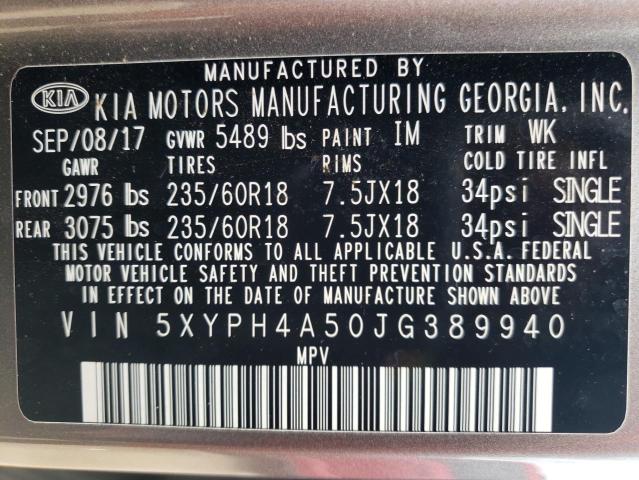 MANUFACTURED BY
KIA KIA MOTORS MANUFACTURING GEORGIA, INC.
SEP/08/17 GVWR 5489 lbs PAINT IM TRIM WK
GAWR TIRES RIMS COLD TIRE INFL
FRONT 2976 lbs 235/60R18 7.5JX18 34psi SINGLE
REAR 3075 lbs 235/60R18 7.5JX18 34psi SINGLE
THIS VEHICLE CONFORMS TO ALL APPLICABLE U.S.A. FEDERAL
MOTOR VEHICLE SAFETY AND THEFT PREVENTION STANDARDS
IN EFFECT ON THE DATE OF MANUFACTURE SHOWN ABOVE.
VIN 5XYPH4A50JG389940
MPV